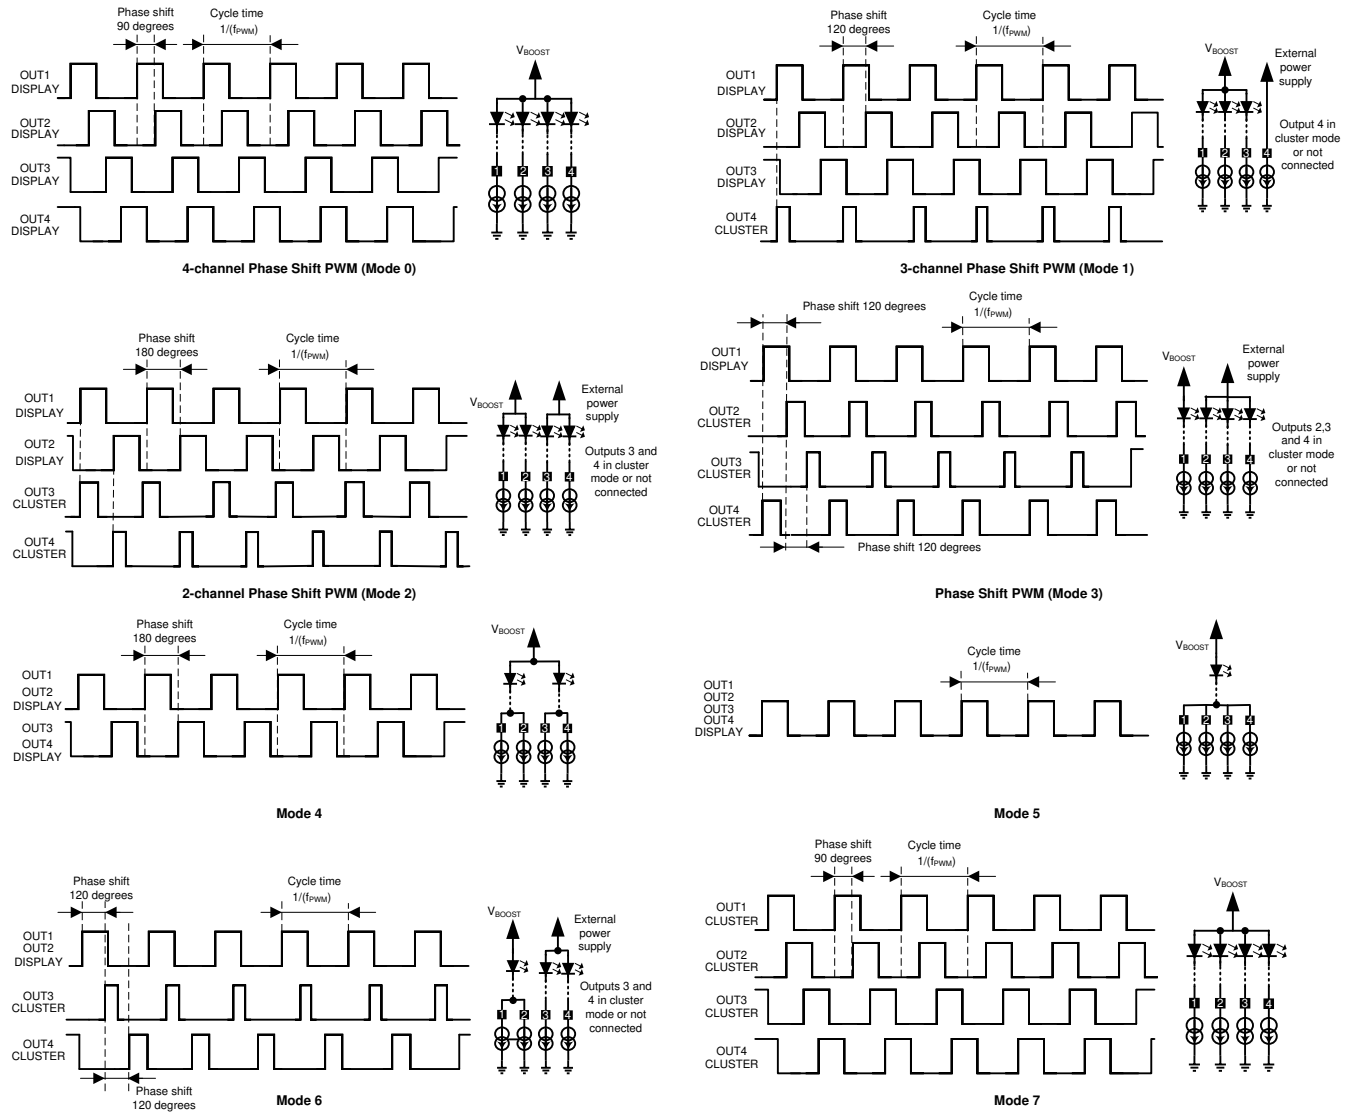 Phase shift
90 degrees
Cycle time
1/(fPWM)
VBOOST
OUT1
DISPLAY
OUT2
DISPLAY
OUT3
DISPLAY
OUT4
DISPLAY
1 2 3 4
4-channel Phase Shift PWM (Mode 0)
Phase shift
120 degrees
Cycle time
1/(fPWM)
VBOOST
External
power
supply
OUT1
DISPLAY
OUT2
DISPLAY
OUT3
DISPLAY
OUT4
CLUSTER
Output 4 in
cluster mode
or not
connected
1 2 3 4
3-channel Phase Shift PWM (Mode 1)
Phase shift
180 degrees
Cycle time
1/(fPWM)
VBOOST
External
power
supply
OUT1
DISPLAY
OUT2
DISPLAY
OUT3
CLUSTER
OUT4
CLUSTER
Outputs 3 and
4 in cluster
mode or not
connected
1 2 3 4
2-channel Phase Shift PWM (Mode 2)
Phase shift 120 degrees
Cycle time
1/(fPWM)
VBOOST
External
power
supply
OUT1
DISPLAY
OUT2
CLUSTER
OUT3
CLUSTER
OUT4
CLUSTER
Outputs 2,3
and 4 in
cluster mode
or not
connected
1 2 3 4
Phase shift 120 degrees
Phase Shift PWM (Mode 3)
Phase shift
180 degrees
Cycle time
1/(fPWM)
VBOOST
OUT1
OUT2
DISPLAY
OUT3
OUT4
DISPLAY
1 2 3 4
Mode 4
Cycle time
1/(fPWM)
VBOOST
OUT1
OUT2
OUT3
OUT4
DISPLAY
1 2 3 4
Mode 5
Phase shift
120 degrees
Cycle time
1/(fPWM)
VBOOST
External
power
supply
OUT1
OUT2
DISPLAY
OUT3
CLUSTER
OUT4
CLUSTER
Outputs 3 and
4 in cluster
mode or not
connected
1 2 3 4
Phase shift
120 degrees
Mode 6
Phase shift
90 degrees
Cycle time
1/(fPWM)
VBOOST
OUT1
CLUSTER
OUT2
CLUSTER
OUT3
CLUSTER
OUT4
CLUSTER
1 2 3 4
Mode 7